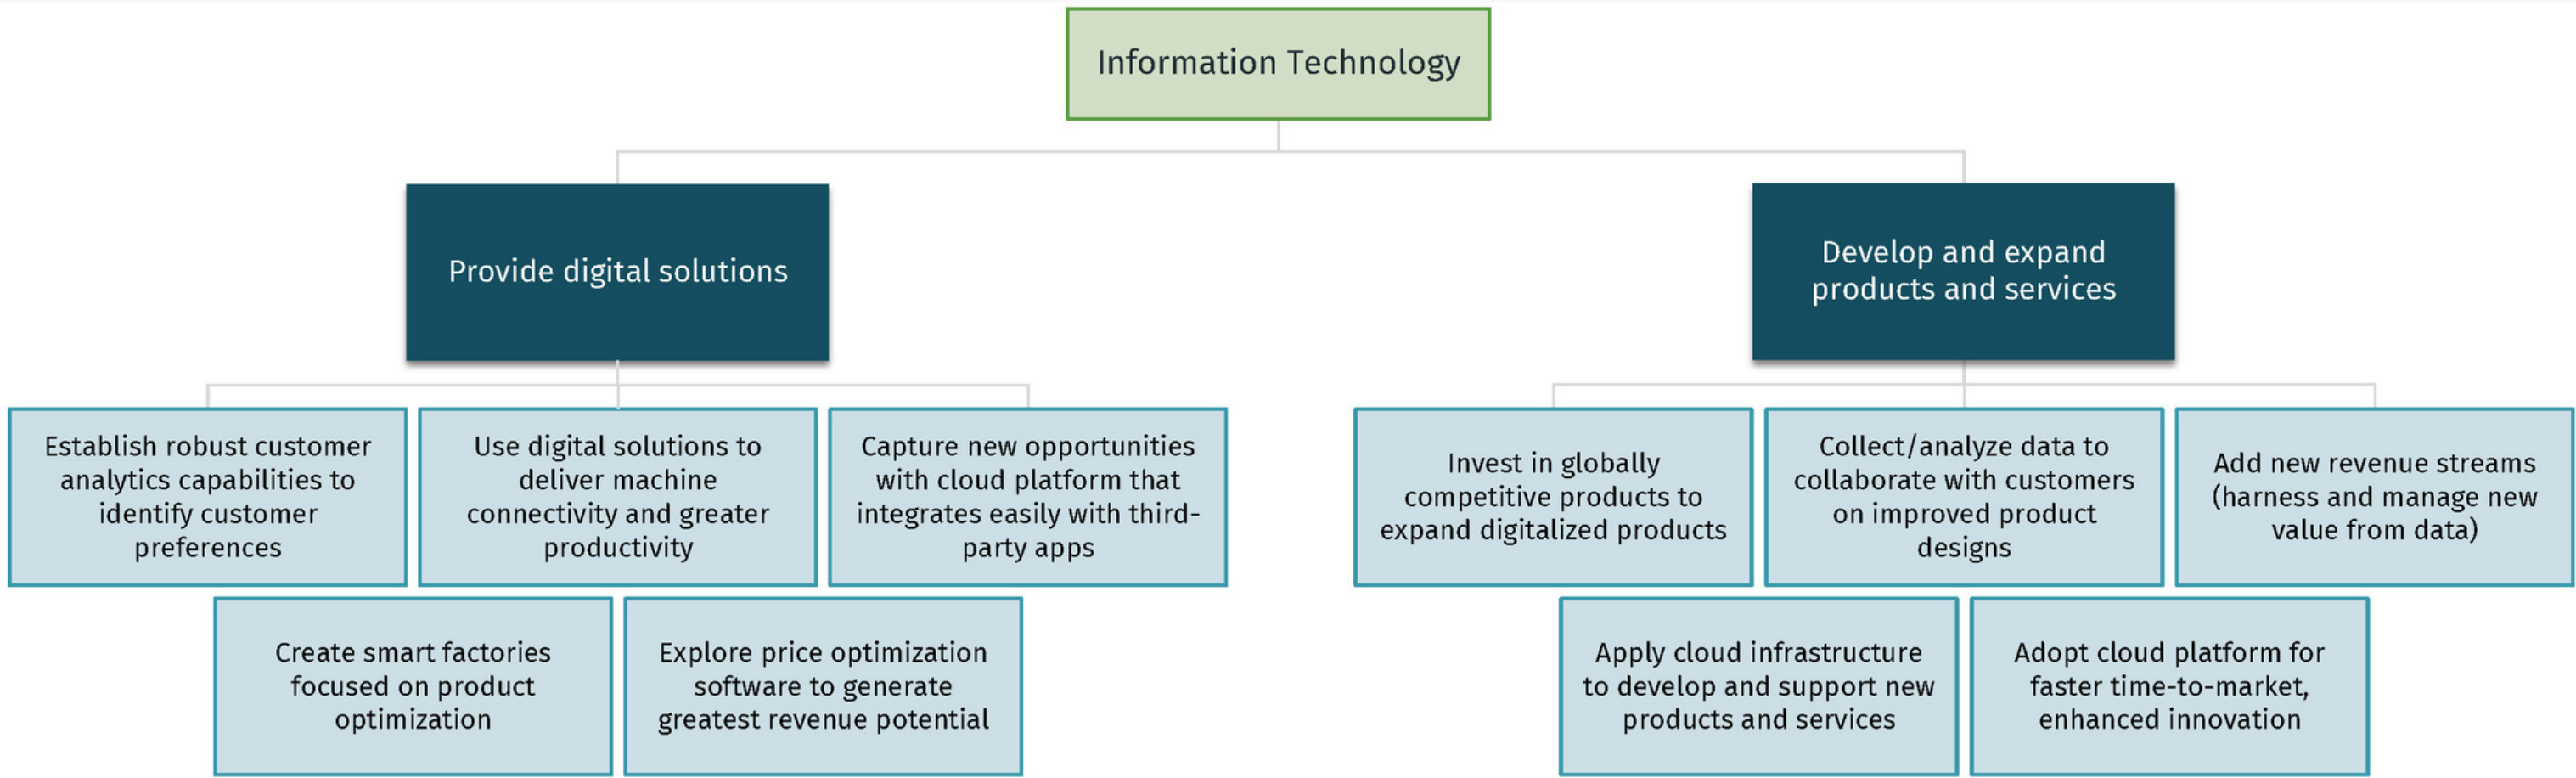 Information Technology
Provide digital solutions
Develop and expand
products and services
Establish robust customer
analytics capabilities to
identify customer
preferences
Use digital solutions to
deliver machine
connectivity and greater
productivity
Capture new opportunities
with cloud platform that
integrates easily with third-
party apps
Invest in globally
competitive products to
expand digitalized products
Collect/analyze data to
collaborate with customers
on improved product
designs
Add new revenue streams
(harness and manage new
value from data)
Create smart factories
focused on product
optimization
Explore price optimization
software to generate
greatest revenue potential
Apply cloud infrastructure
to develop and support new
products and services
Adopt cloud platform for
faster time-to-market,
enhanced innovation